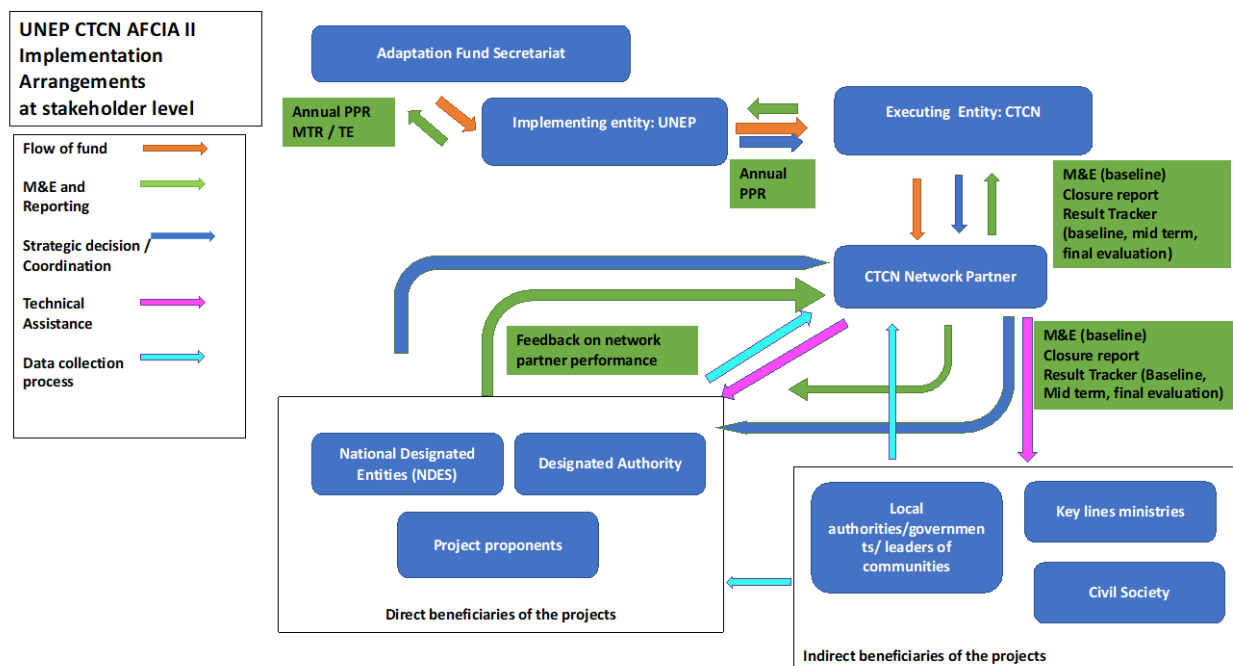 UNEP CTCN AFCIA II
Implementation
Arrangements
at stakeholder level
Flow of fund
M&E and
Reporting
Strategic decision /
Coordination
Technical
Assistance
Data collection
process
Adaptation Fund Secretariat
Annual PPR
MTR / TE
Implementing entity: UNEP
Executing Entity: CTCN
Annual
PPR
M&E (baseline)
Closure report
Result Tracker
(baseline, mid term,
final evaluation)
CTCN Network Partner
Feedback on network
partner performance
M&E (baseline)
Closure report
Result Tracker (Baseline,
Mid term, final evaluation)
National Designated
Entities (NDES)
Designated Authority
Project proponents
Direct beneficiaries of the projects
Local
authorities/governmen
ts/ leaders of
communities
Key lines ministries
Civil Society
Indirect beneficiaries of the projects